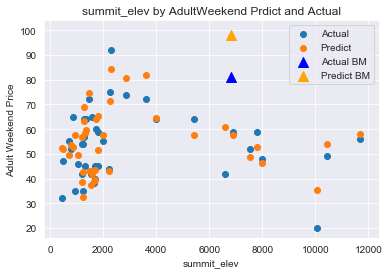 summit_elev by AdultWeekend Prdict and Actual
Actual
Predict
Actual BM
Predict BM
Adult Weekend Price
100
90
80
70
60
50
40
30
20
0
2000
4000
6000
8000
10000
12000
summit_elev